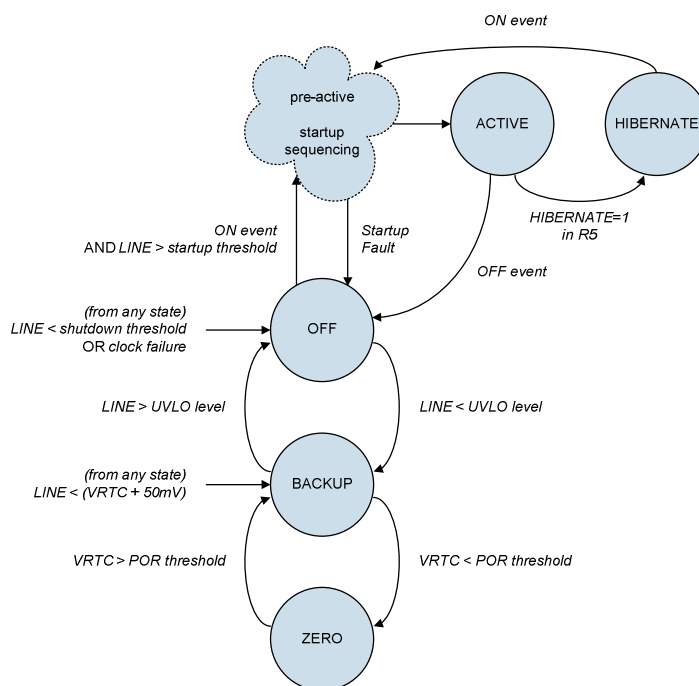 ON event
pre-active
startup
sequencing
ACTIVE
HIBERNATE
HIBERNATE=1
in R5
ON event
AND LINE > startup threshold
Startup
Fault
OFF event
(from any state)
LINE < shutdown threshold
OR clock failure
OFF
LINE > UVLO level
LINE < UVLO level
(from any state)
LINE < (VRTC + 50mV)
BACKUP
VRTC > POR threshold
VRTC < POR threshold
ZERO